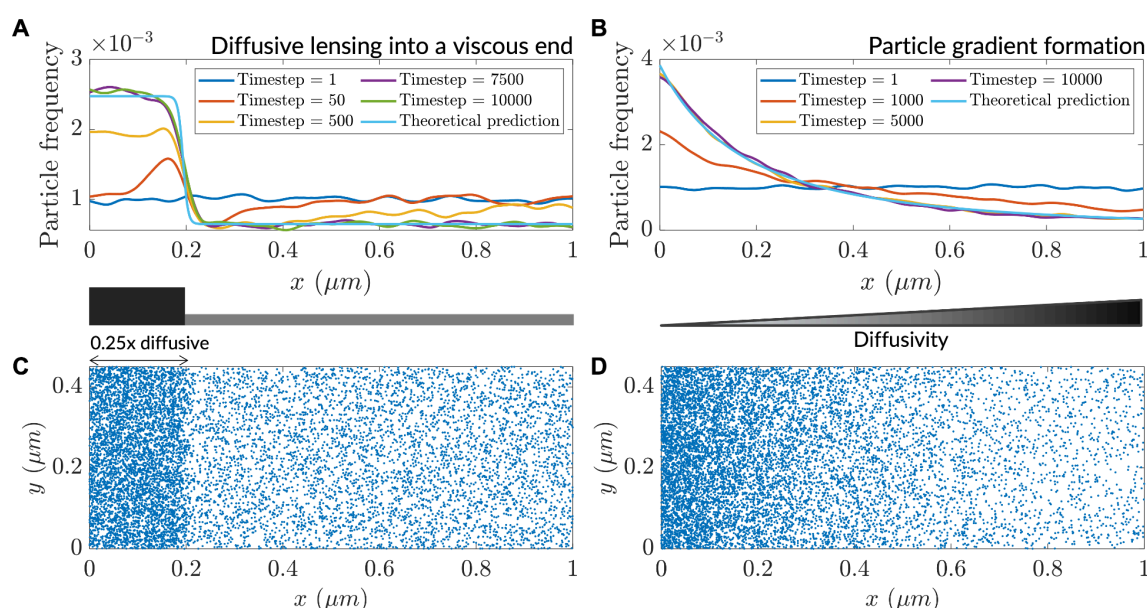 A
×10⁻³
Diffusive lensing into a viscous end
Particle frequency
3
2
1
Timestep = 1
Timestep = 50
Timestep = 500
Timestep = 7500
Timestep = 10000
Theoretical prediction
0 0.2 0.4 0.6 0.8 1
x (μm)
0.25x diffusive
B
×10⁻³
Particle gradient formation
Particle frequency
4
2
0
Timestep = 1
Timestep = 1000
Timestep = 5000
Timestep = 10000
Theoretical prediction
0 0.2 0.4 0.6 0.8 1
x (μm)
Diffusivity
C
y (μm)
0.4
0.2
0
0 0.2 0.4 0.6 0.8 1
x (μm)
D
y (μm)
0.4
0.2
0
0 0.2 0.4 0.6 0.8 1
x (μm)